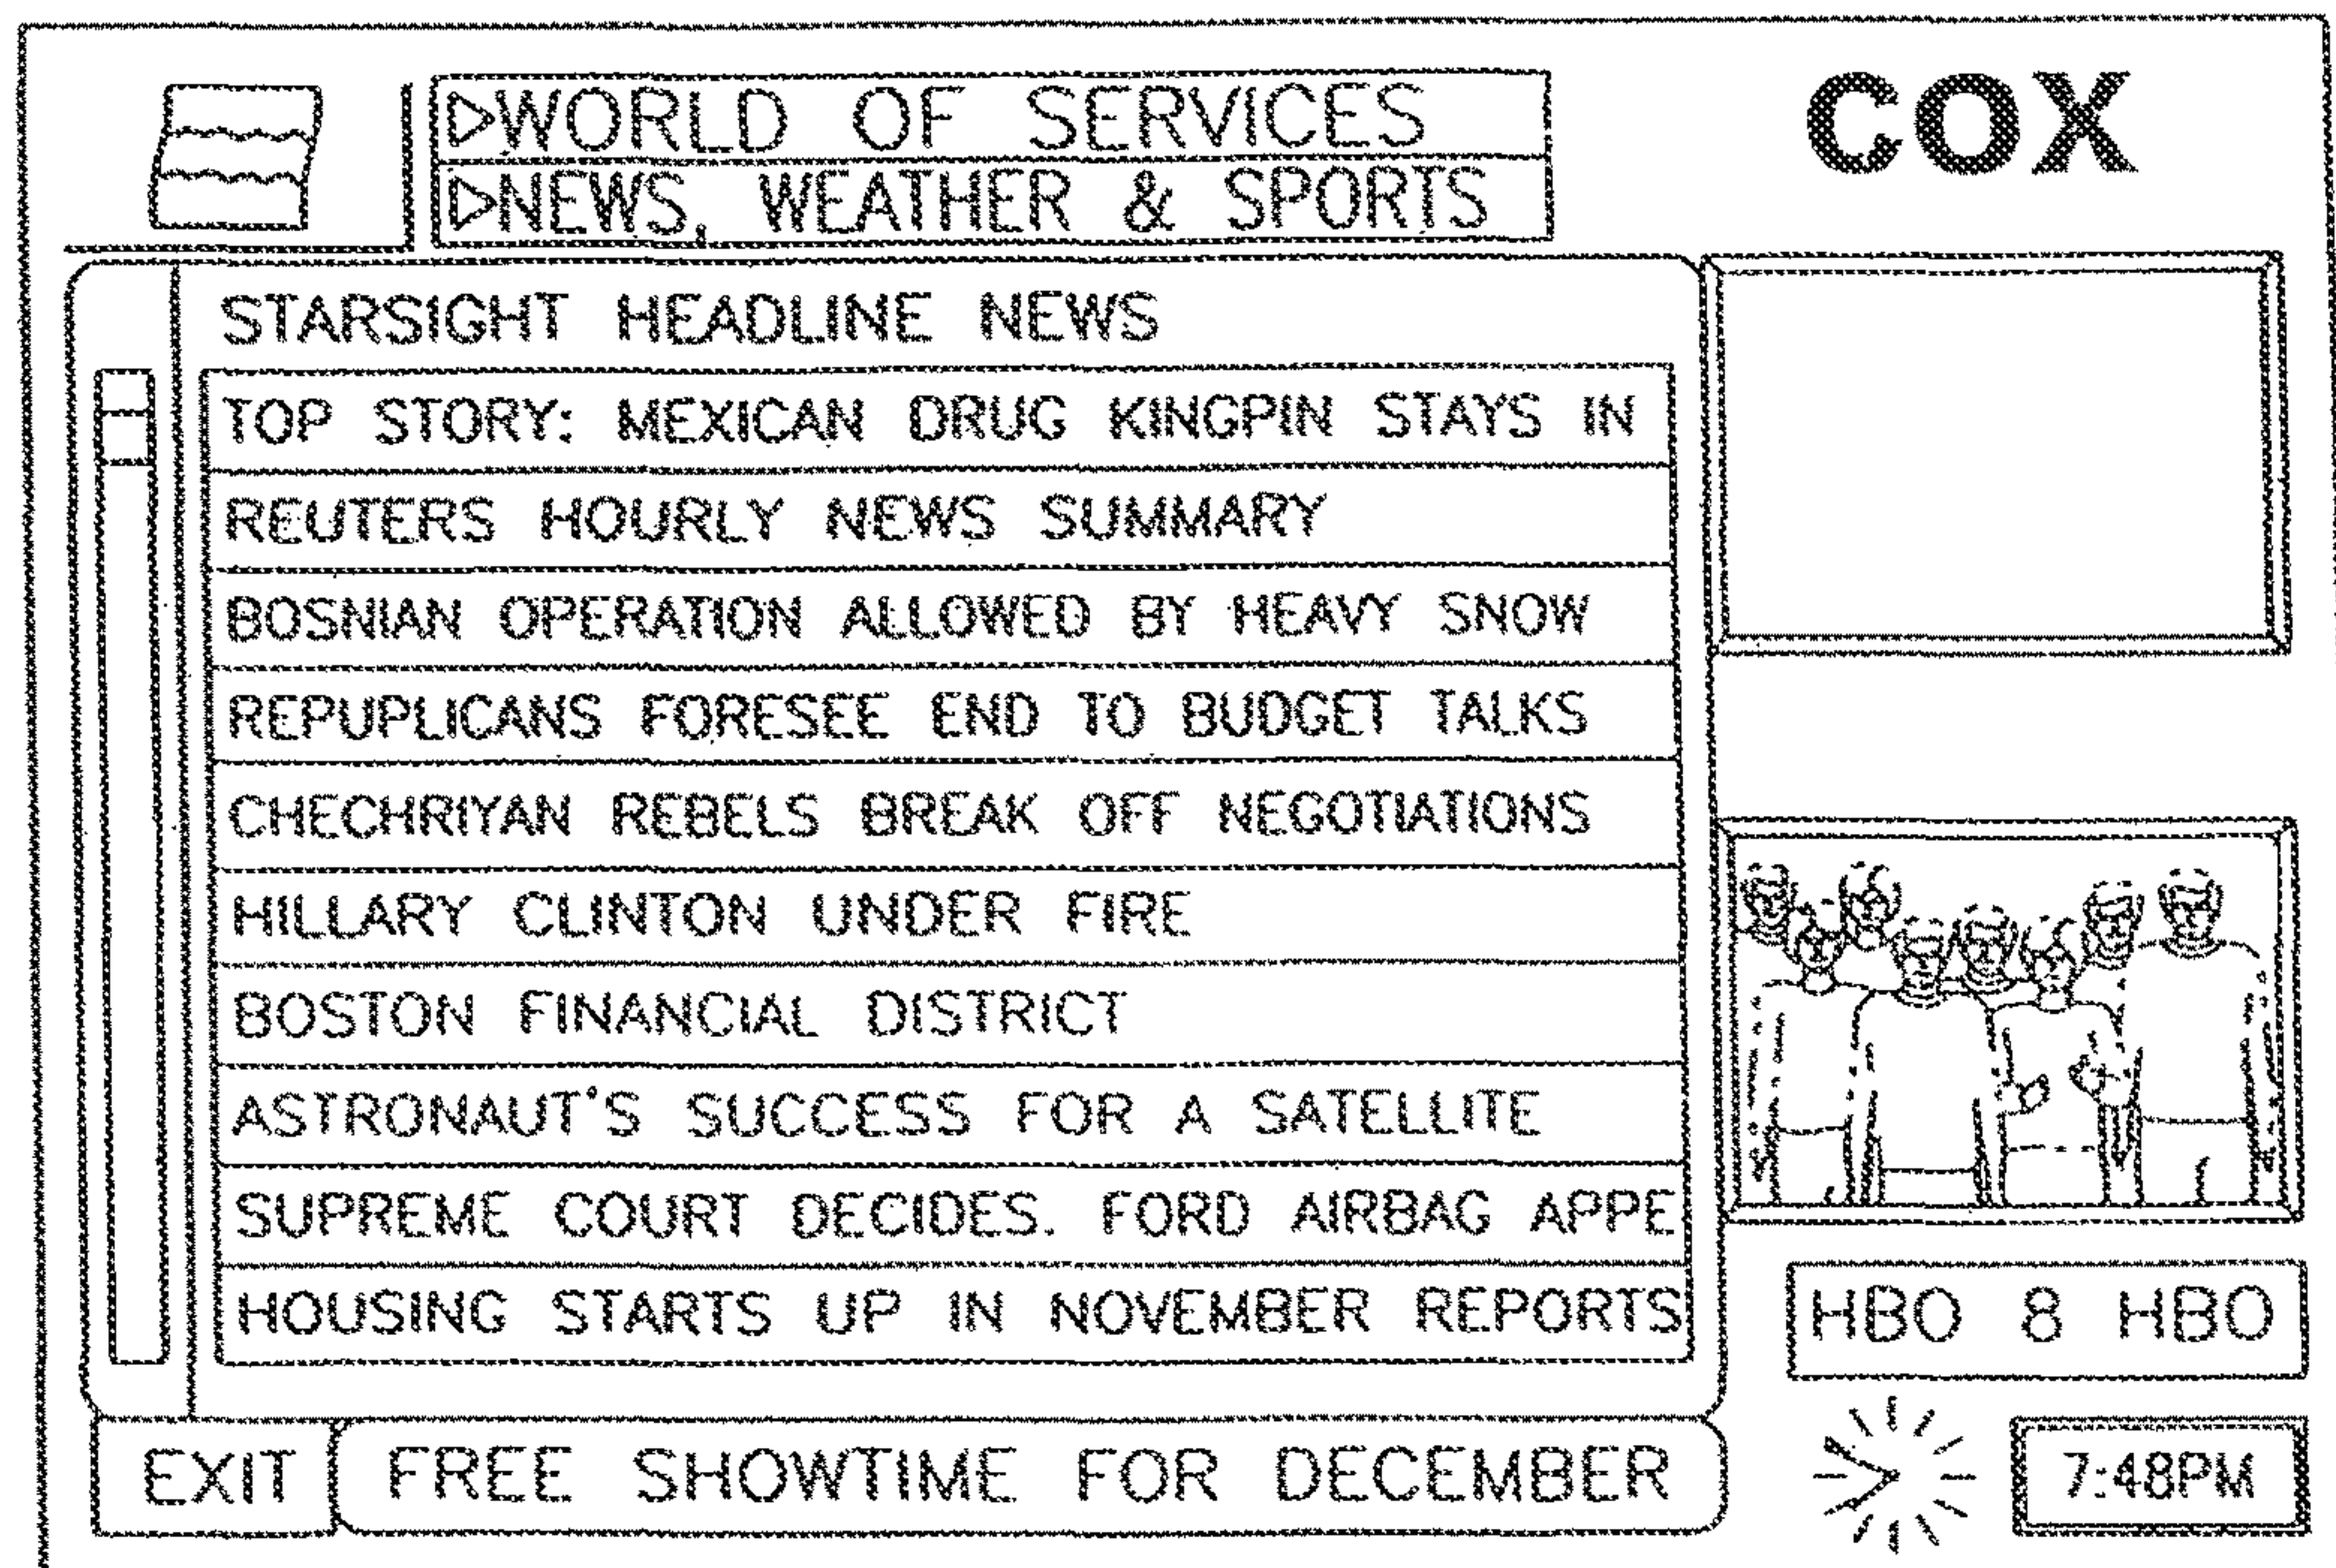 ▷WORLD OF SERVICES
▷NEWS, WEATHER & SPORTS
COX
STARSIGHT HEADLINE NEWS
TOP STORY: MEXICAN DRUG KINGPIN STAYS IN
REUTERS HOURLY NEWS SUMMARY
BOSNIAN OPERATION ALLOWED BY HEAVY SNOW
REPUPLICANS FORESEE END TO BUDGET TALKS
CHECHRIYAN REBELS BREAK OFF NEGOTIATIONS
HILLARY CLINTON UNDER FIRE
BOSTON FINANCIAL DISTRICT
ASTRONAUT'S SUCCESS FOR A SATELLITE
SUPREME COURT DECIDES. FORD AIRBAG APPE
HOUSING STARTS UP IN NOVEMBER REPORTS
HBO 8 HBO
EXIT
FREE SHOWTIME FOR DECEMBER
7:48PM